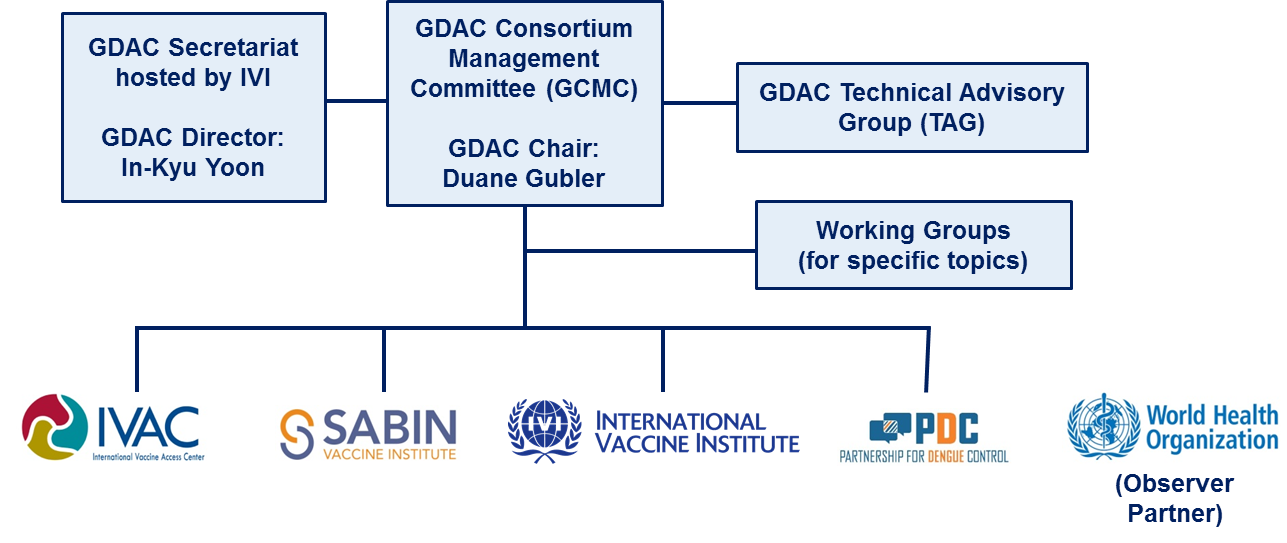 GDAC Secretariat
hosted by IVI
GDAC Director:
In-Kyu Yoon
GDAC Consortium
Management
Committee (GCMC)
GDAC Chair:
Duane Gubler
GDAC Technical Advisory
Group (TAG)
Working Groups
(for specific topics)
IVAC
International Vaccine Access Center
SABIN
VACCINE INSTITUTE
IVI
INTERNATIONAL
VACCINE INSTITUTE
PDC
PARTNERSHIP FOR DENGUE CONTROL
World Health
Organization
(Observer
Partner)